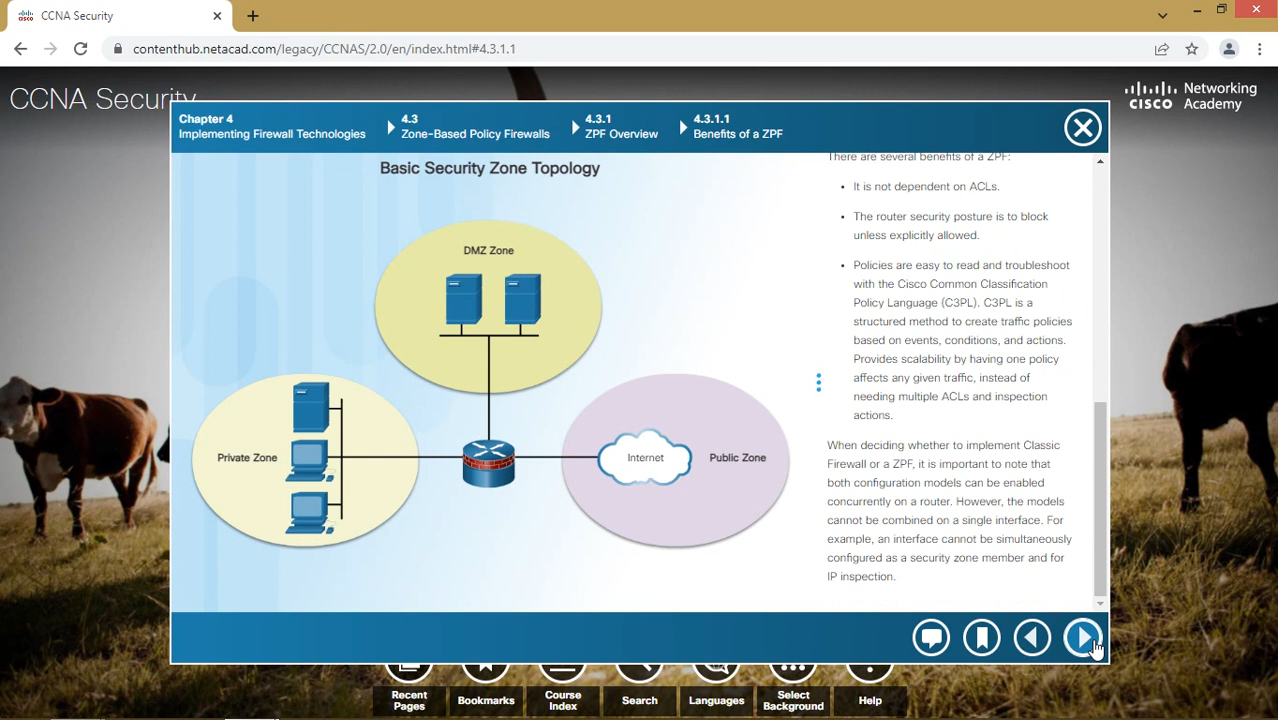 CCNA Security
contenthub.netacad.com/legacy/CCNAS/2.0/en/index.html#4.3.1.1
CCNA Security
Networking
CISCO Academy
Chapter 4
Implementing Firewall Technologies
4.3
Zone-Based Policy Firewalls
4.3.1
ZPF Overview
4.3.1.1
Benefits of a ZPF
Basic Security Zone Topology
DMZ Zone
Private Zone
Internet
Public Zone
There are several benefits of a ZPF:
• It is not dependent on ACLs.
• The router security posture is to block
unless explicitly allowed.
• Policies are easy to read and troubleshoot
with the Cisco Common Classification
Policy Language (C3PL). C3PL is a
structured method to create traffic policies
based on events, conditions, and actions.
Provides scalability by having one policy
affects any given traffic, instead of
needing multiple ACLs and inspection
actions.
When deciding whether to implement Classic
Firewall or a ZPF, it is important to note that
both configuration models can be enabled
concurrently on a router. However, the models
cannot be combined on a single interface. For
example, an interface cannot be simultaneously
configured as a security zone member and for
IP inspection.
Recent
Pages
Bookmarks
Course
Index
Search
Languages
Select
Background
Help